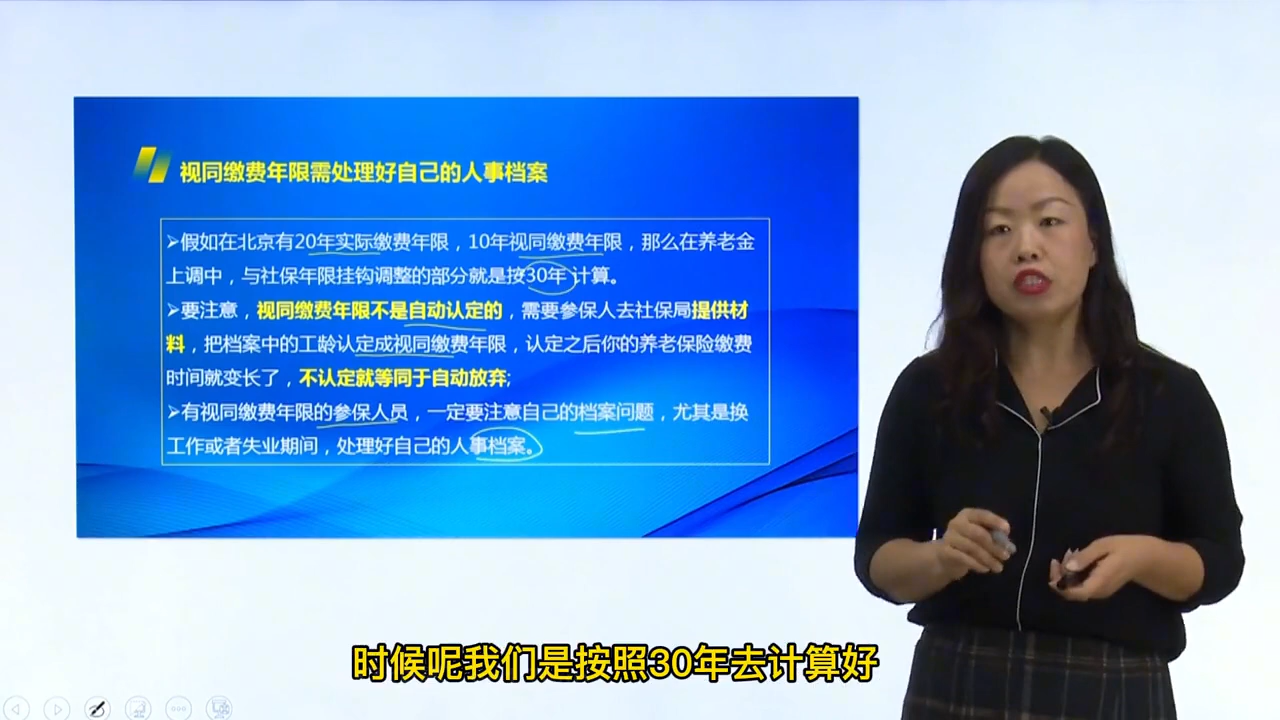 视同缴费年限需处理好自己的人事档案
➢假如在北京有20年实际缴费年限，10年视同缴费年限，那么在养老金
上调中，与社保年限挂钩调整的部分就是按30年 计算。
➢要注意，视同缴费年限不是自动认定的，需要参保人去社保局提供材
料，把档案中的工龄认定成视同缴费年限，认定之后你的养老保险缴费
时间就变长了，不认定就等同于自动放弃;
➢有视同缴费年限的参保人员，一定要注意自己的档案问题，尤其是换
工作或者失业期间，处理好自己的人事档案。
时候呢我们是按照30年去计算好